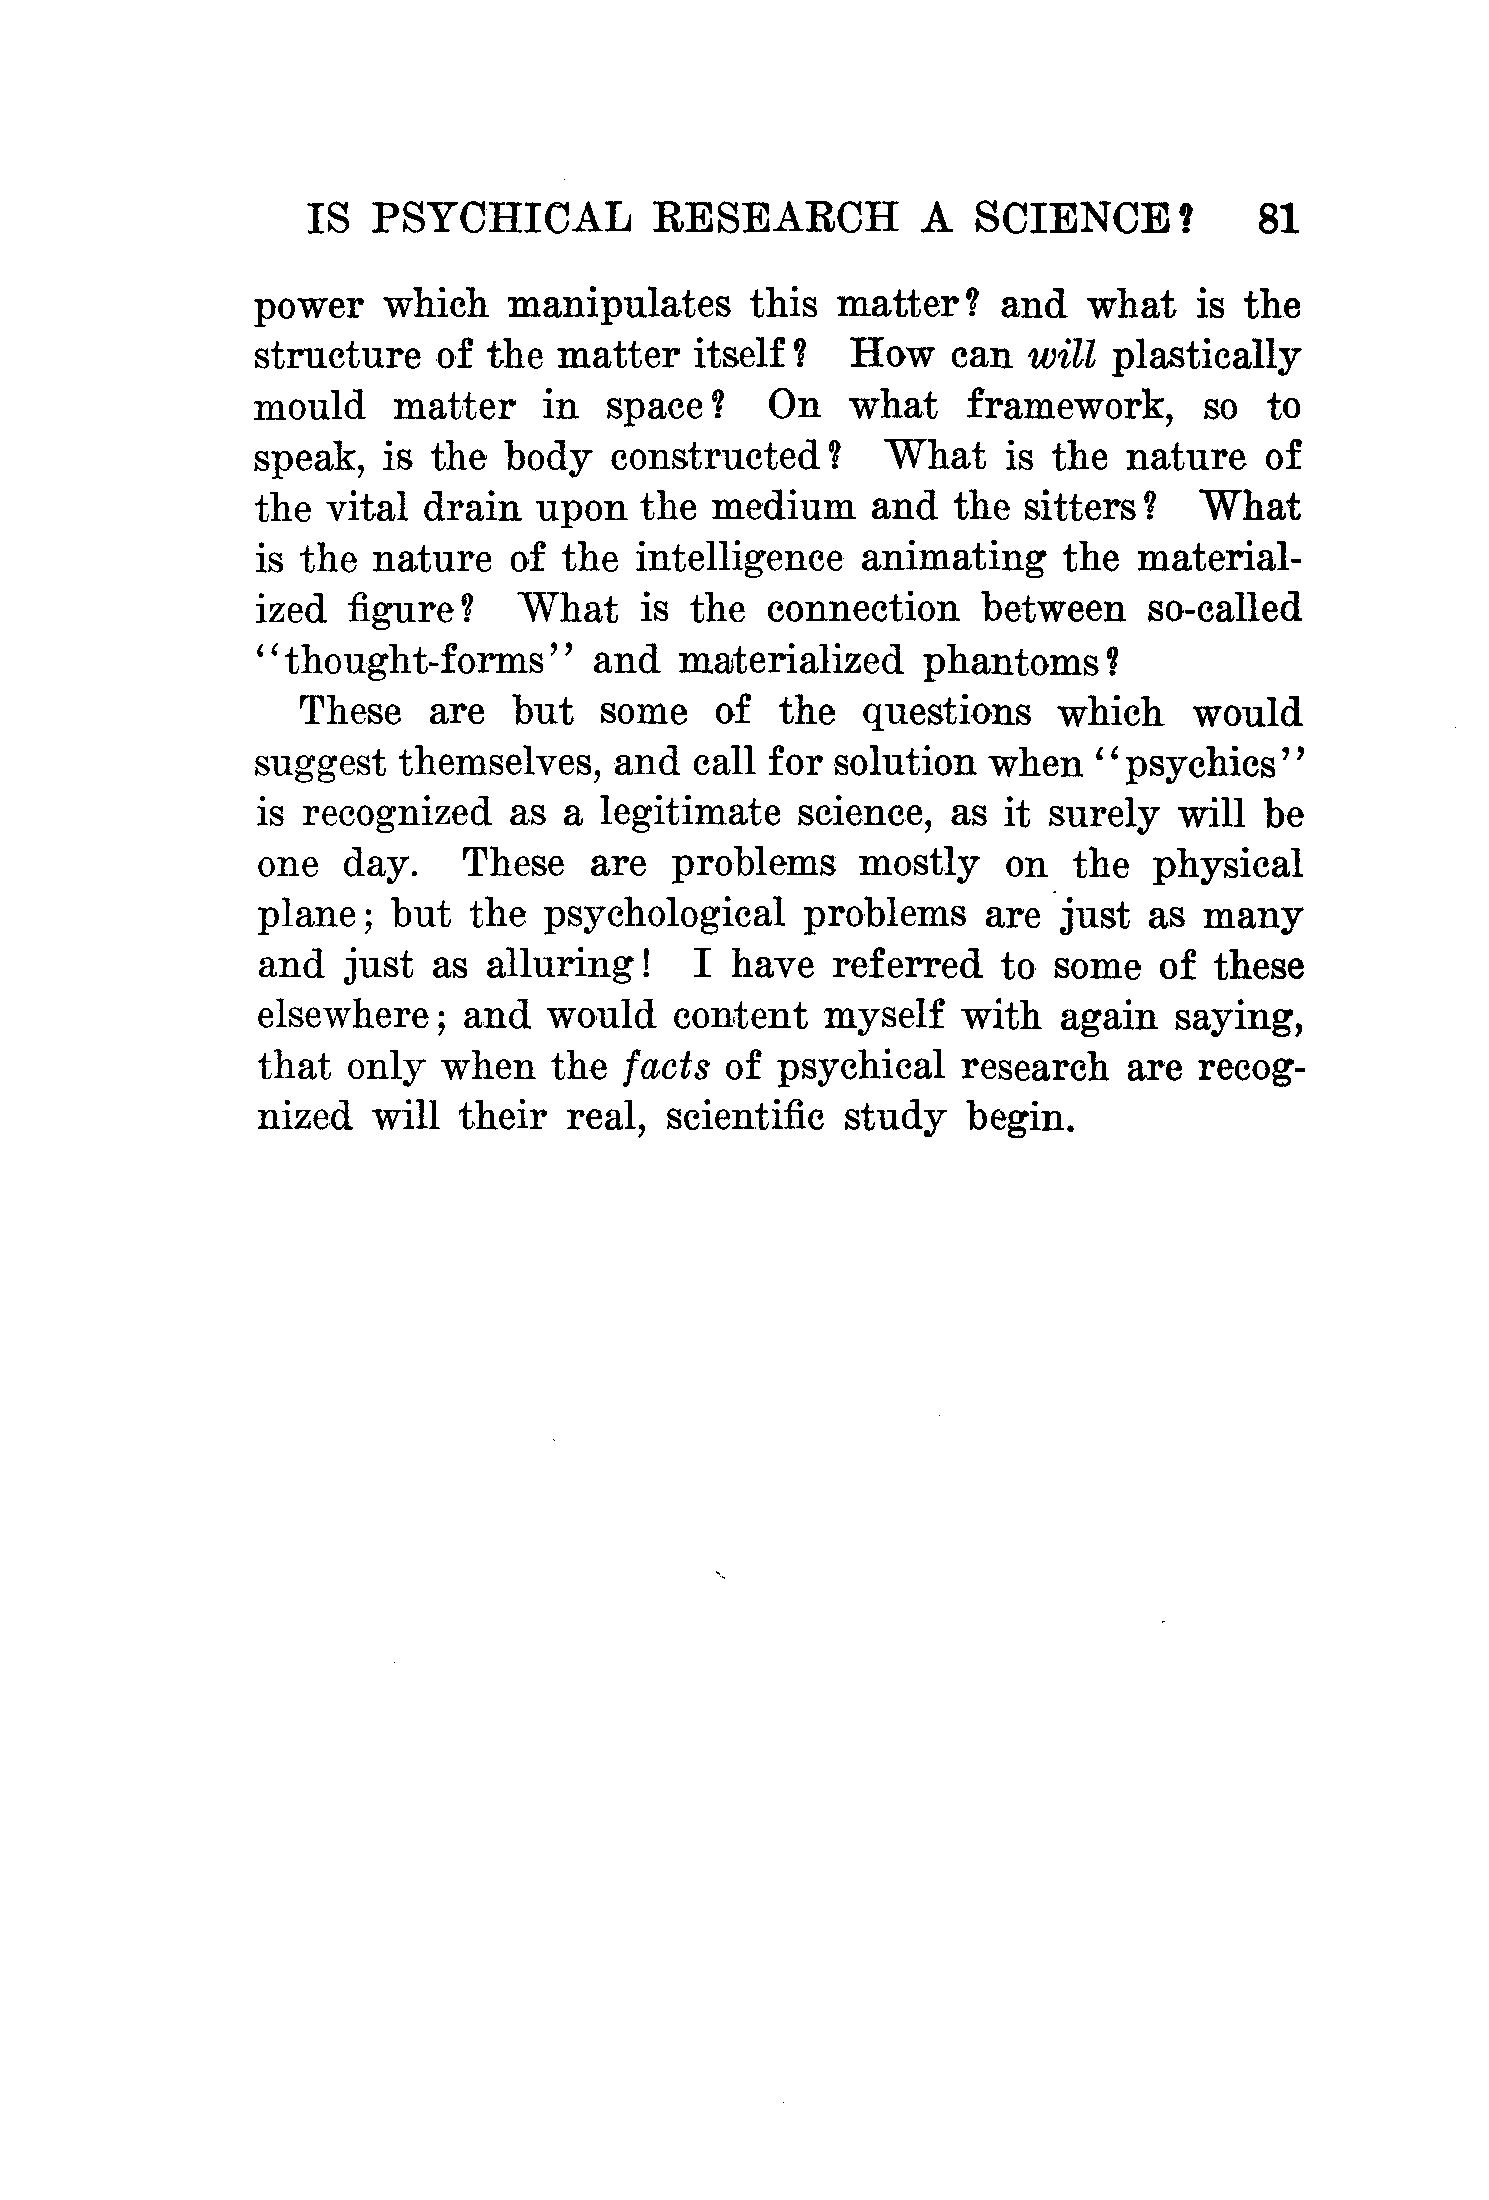 IS PSYCHICAL RESEARCH A SCIENCE? 81
power which manipulates this matter? and what is the
structure of the matter itself? How can will plastically
mould matter in space? On what framework, so to
speak, is the body constructed? What is the nature of
the vital drain upon the medium and the sitters? What
is the nature of the intelligence animating the material-
ized figure? What is the connection between so-called
"thought-forms" and materialized phantoms?
These are but some of the questions which would
suggest themselves, and call for solution when "psychics"
is recognized as a legitimate science, as it surely will be
one day. These are problems mostly on the physical
plane; but the psychological problems are just as many
and just as alluring! I have referred to some of these
elsewhere; and would content myself with again saying,
that only when the facts of psychical research are recog-
nized will their real, scientific study begin.